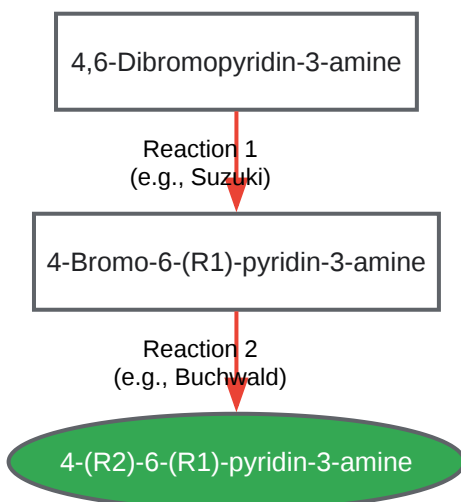 4,6-Dibromopyridin-3-amine
Reaction 1
(e.g., Suzuki)
4-Bromo-6-(R1)-pyridin-3-amine
Reaction 2
(e.g., Buchwald)
4-(R2)-6-(R1)-pyridin-3-amine